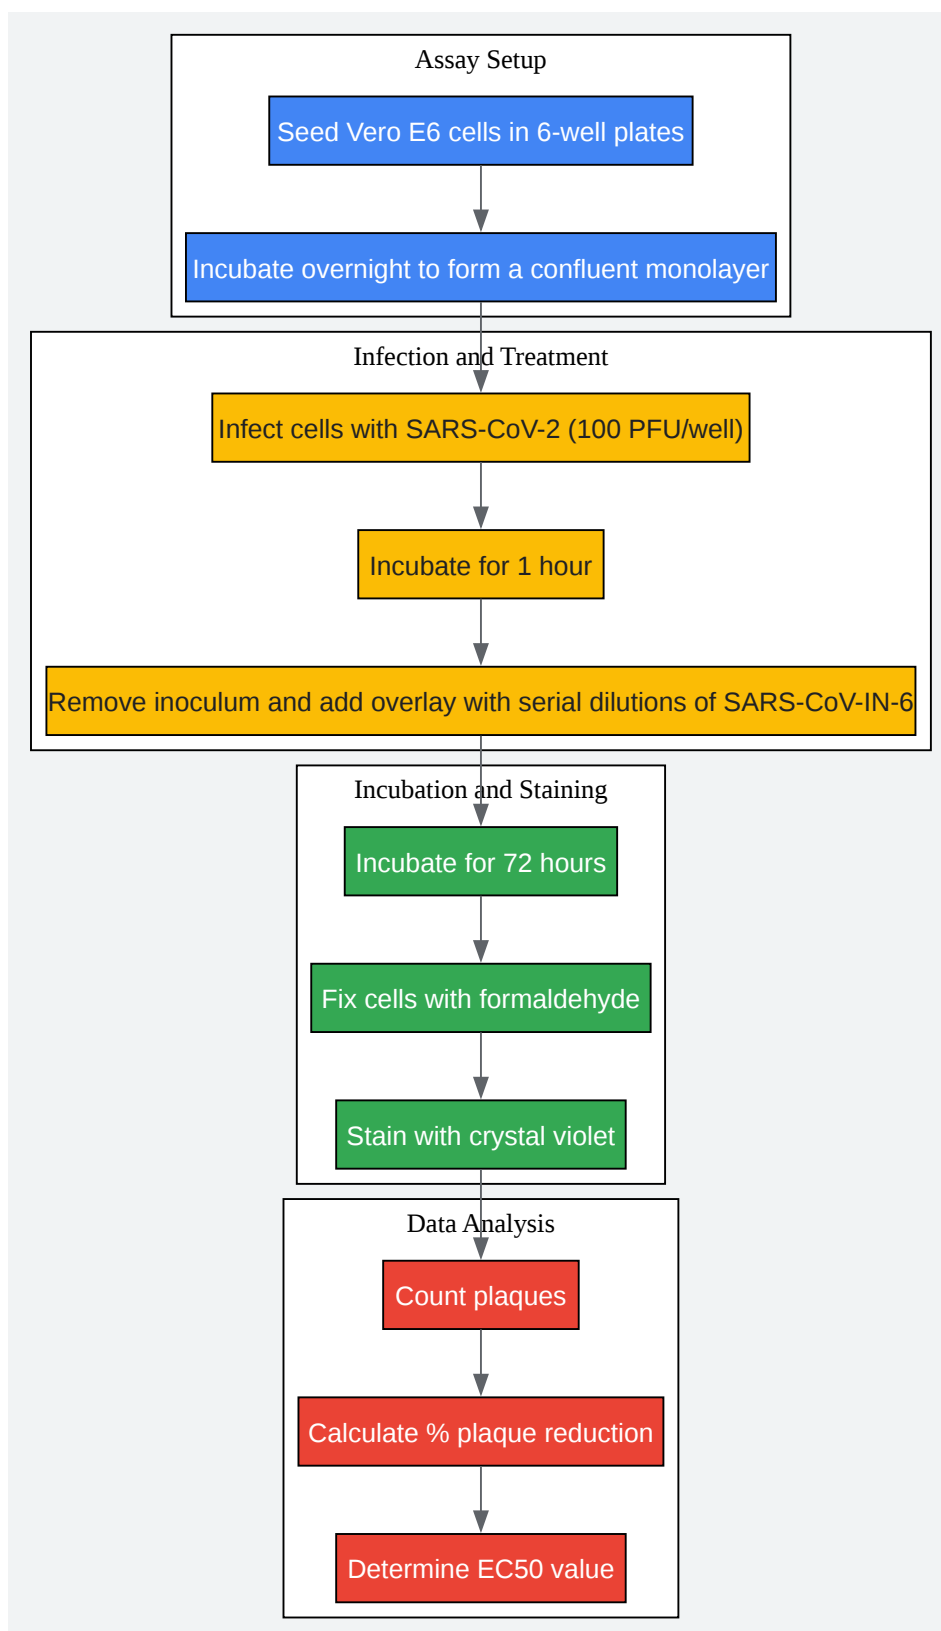 Assay Setup
Seed Vero E6 cells in 6-well plates
Incubate overnight to form a confluent monolayer
Infection and Treatment
Infect cells with SARS-CoV-2 (100 PFU/well)
Incubate for 1 hour
Remove inoculum and add overlay with serial dilutions of SARS-CoV-IN-6
Incubation and Staining
Incubate for 72 hours
Fix cells with formaldehyde
Stain with crystal violet
Data Analysis
Count plaques
Calculate % plaque reduction
Determine EC50 value